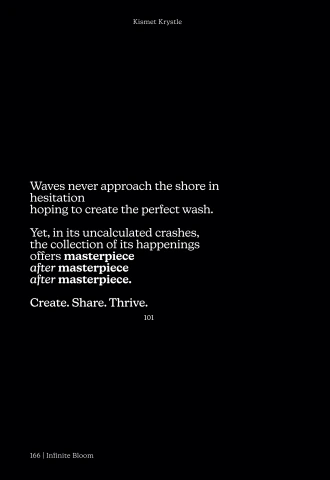 Kismet Krystle
Waves never approach the shore in
hesitation
hoping to create the perfect wash.
Yet, in its uncalculated crashes,
the collection of its happenings
offers masterpiece
after masterpiece
after masterpiece.
Create. Share. Thrive.
101
166 | Infinite Bloom